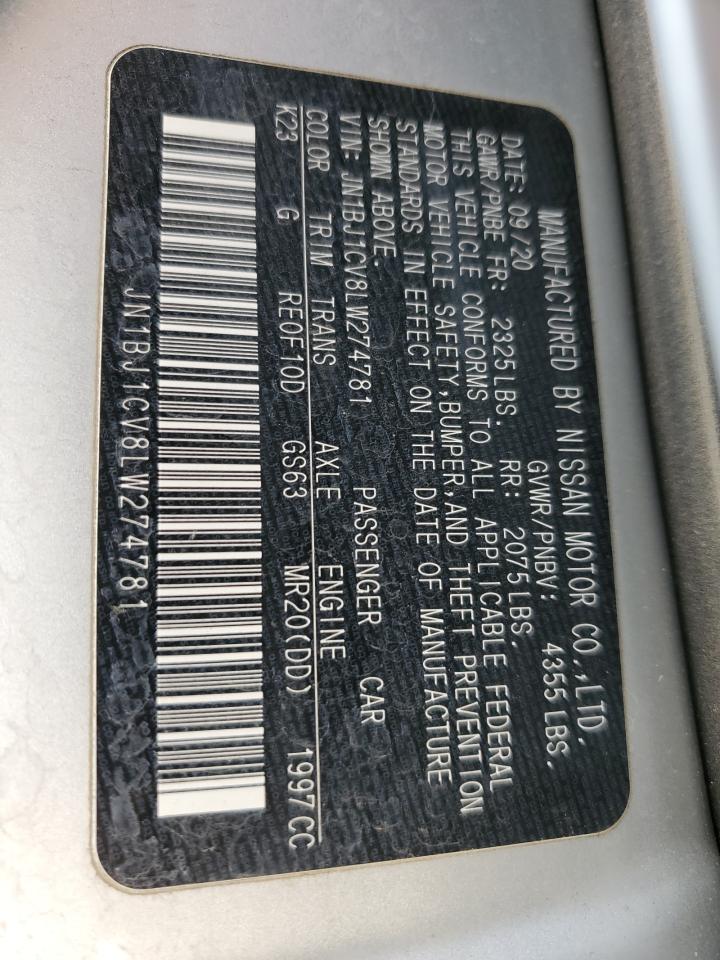 MANUFACTURED BY NISSAN MOTOR CO.,LTD.
DATE: 09/20 GVWR/PNBV: 4355 LBS.
GAWR/PNBE FR: 2325 LBS. RR: 2075 LBS.
THIS VEHICLE CONFORMS TO ALL APPLICABLE FEDERAL
MOTOR VEHICLE SAFETY, BUMPER, AND THEFT PREVENTION
STANDARDS IN EFFECT ON THE DATE OF MANUFACTURE
SHOWN ABOVE.
VIN: JN1BJ1CV8LW274781 PASSENGER CAR
COLOR TRIM TRANS AXLE ENGINE
K23 G RE0F10D GS63 MR20(DD) 1997CC
JN1BJ1CV8LW274781